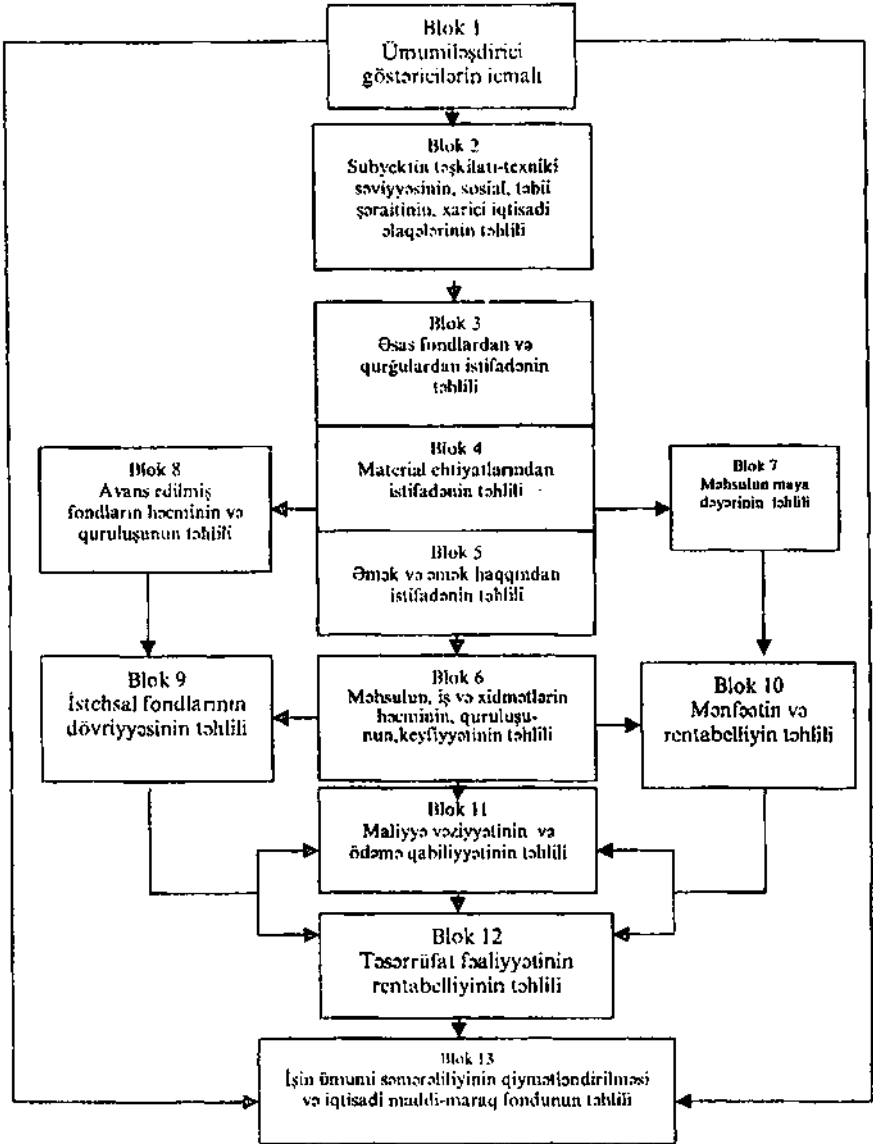 Blok 1
Ümumiləşdirici
göstəricilərin icmalı
Blok 2
Subyektin təşkilatı-texniki
səviyyəsinin, sosial, təbii
şəraitinin, xarici iqtisadi
əlaqələrinin təhlili
Blok 3
Əsas fondlardan və
qurğulardan istifadənin
təhlili
Blok 4
Material ehtiyatlarından
istifadənin təhlili
Blok 8
Avans edilmiş
fondların həcminin və
quruluşunun təhlili
Blok 7
Məhsulun maya
dəyərinin təhlili
Blok 5
Əmək və əmək haqqından
istifadənin təhlili
Blok 9
İstehsal fondlarının
dövriyyəsinin təhlili
Blok 6
Məhsulun, iş və xidmətlərin
həcminin, quruluşu-
nun,keyfiyyətinin təhlili
Blok 10
Mənfəətin və
rentabelliyin təhlili
Blok 11
Maliyyə vəziyyətinin və
ödəmə qabiliyyətinin təhlili
Blok 12
Təsərrüfat fəaliyyətinin
rentabelliyinin təhlili
Blok 13
İşin ümumi səmərəliliyinin qiymətləndirilməsi
və iqtisadi maddi-maraq fondunun təhlili